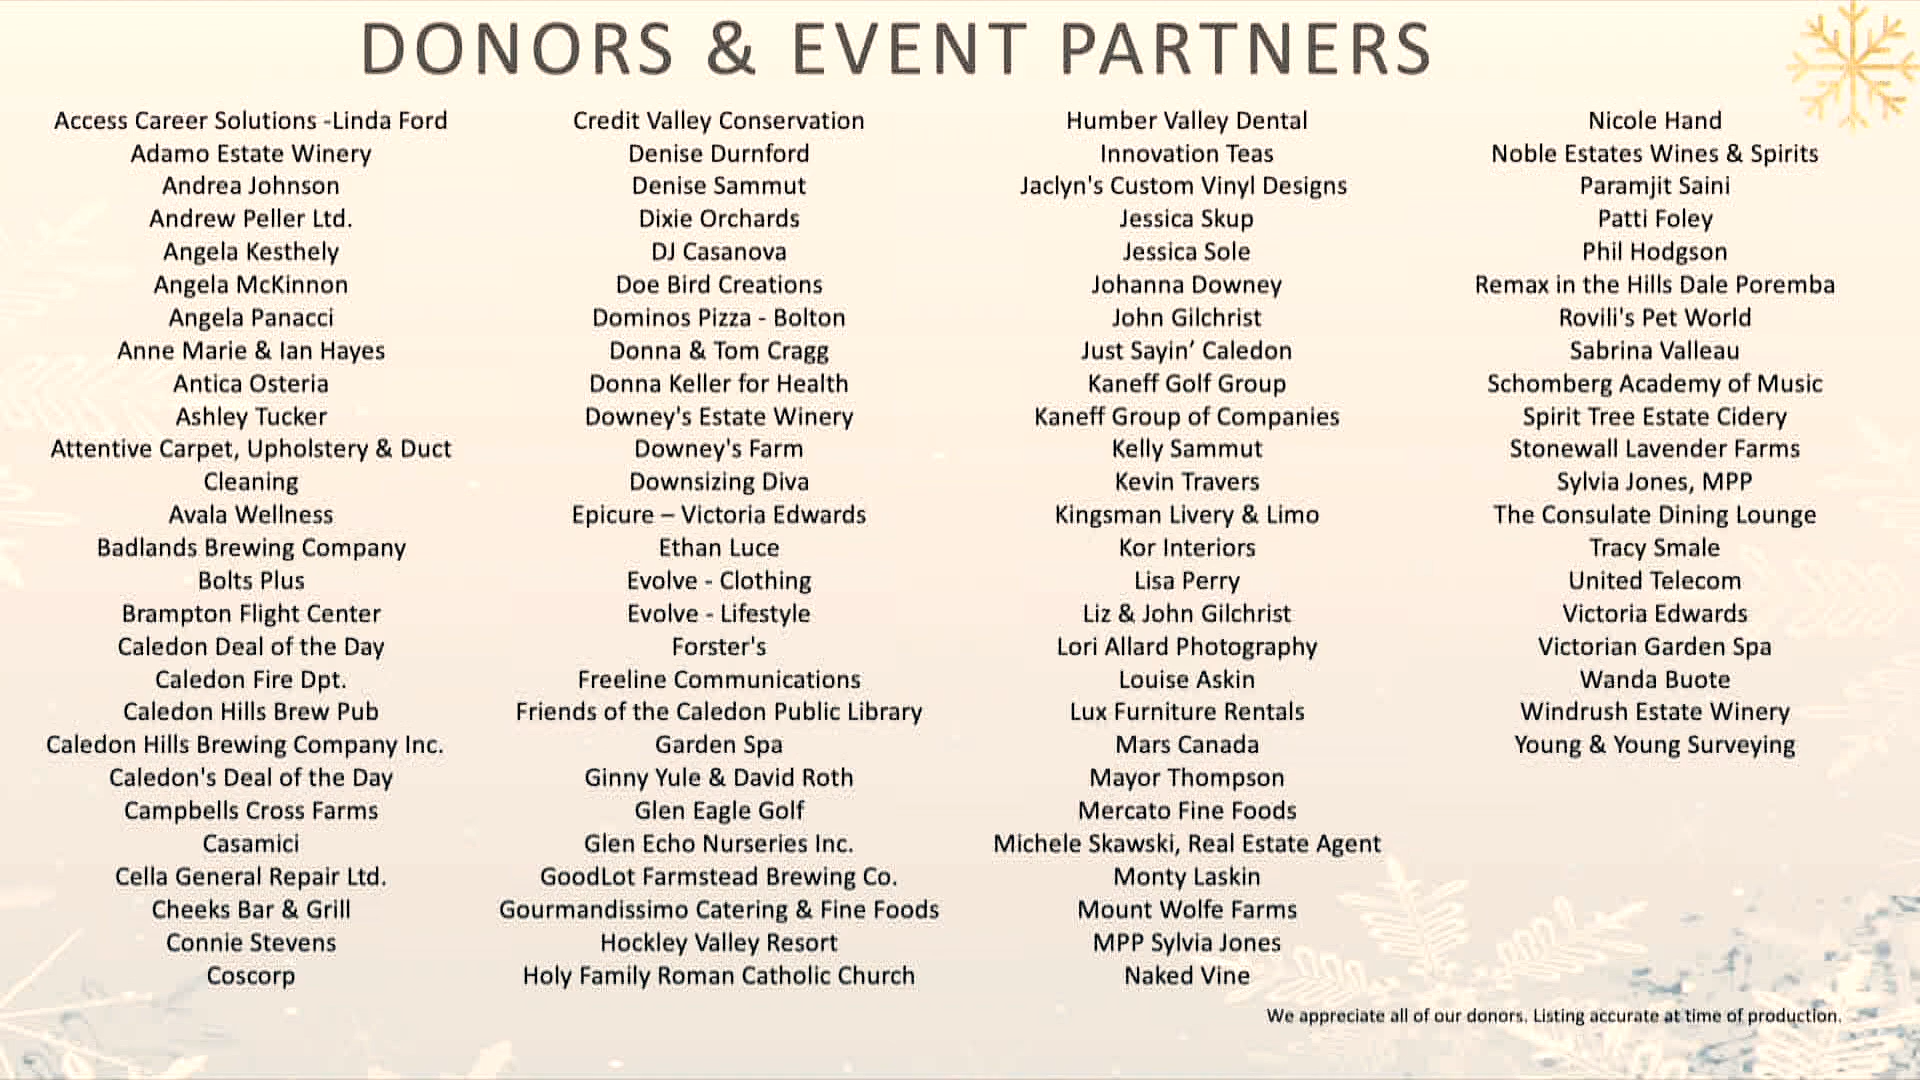 DONORS & EVENT PARTNERS
Access Career Solutions -Linda Ford
Adamo Estate Winery
Andrea Johnson
Andrew Peller Ltd.
Angela Kesthely
Angela McKinnon
Angela Panacci
Anne Marie & Ian Hayes
Antica Osteria
Ashley Tucker
Attentive Carpet, Upholstery & Duct
Cleaning
Avala Wellness
Badlands Brewing Company
Bolts Plus
Brampton Flight Center
Caledon Deal of the Day
Caledon Fire Dpt.
Caledon Hills Brew Pub
Caledon Hills Brewing Company Inc.
Caledon's Deal of the Day
Campbells Cross Farms
Casamici
Cella General Repair Ltd.
Cheeks Bar & Grill
Connie Stevens
Coscorp
Credit Valley Conservation
Denise Durnford
Denise Sammut
Dixie Orchards
DJ Casanova
Doe Bird Creations
Dominos Pizza - Bolton
Donna & Tom Cragg
Donna Keller for Health
Downey's Estate Winery
Downey's Farm
Downsizing Diva
Epicure – Victoria Edwards
Ethan Luce
Evolve - Clothing
Evolve - Lifestyle
Forster's
Freeline Communications
Friends of the Caledon Public Library
Garden Spa
Ginny Yule & David Roth
Glen Eagle Golf
Glen Echo Nurseries Inc.
GoodLot Farmstead Brewing Co.
Gourmandissimo Catering & Fine Foods
Hockley Valley Resort
Holy Family Roman Catholic Church
Humber Valley Dental
Innovation Teas
Jaclyn's Custom Vinyl Designs
Jessica Skup
Jessica Sole
Johanna Downey
John Gilchrist
Just Sayin’ Caledon
Kaneff Golf Group
Kaneff Group of Companies
Kelly Sammut
Kevin Travers
Kingsman Livery & Limo
Kor Interiors
Lisa Perry
Liz & John Gilchrist
Lori Allard Photography
Louise Askin
Lux Furniture Rentals
Mars Canada
Mayor Thompson
Mercato Fine Foods
Michele Skawski, Real Estate Agent
Monty Laskin
Mount Wolfe Farms
MPP Sylvia Jones
Naked Vine
Nicole Hand
Noble Estates Wines & Spirits
Paramjit Saini
Patti Foley
Phil Hodgson
Remax in the Hills Dale Poremba
Rovili's Pet World
Sabrina Valleau
Schomberg Academy of Music
Spirit Tree Estate Cidery
Stonewall Lavender Farms
Sylvia Jones, MPP
The Consulate Dining Lounge
Tracy Smale
United Telecom
Victoria Edwards
Victorian Garden Spa
Wanda Buote
Windrush Estate Winery
Young & Young Surveying
We appreciate all of our donors. Listing accurate at time of production.